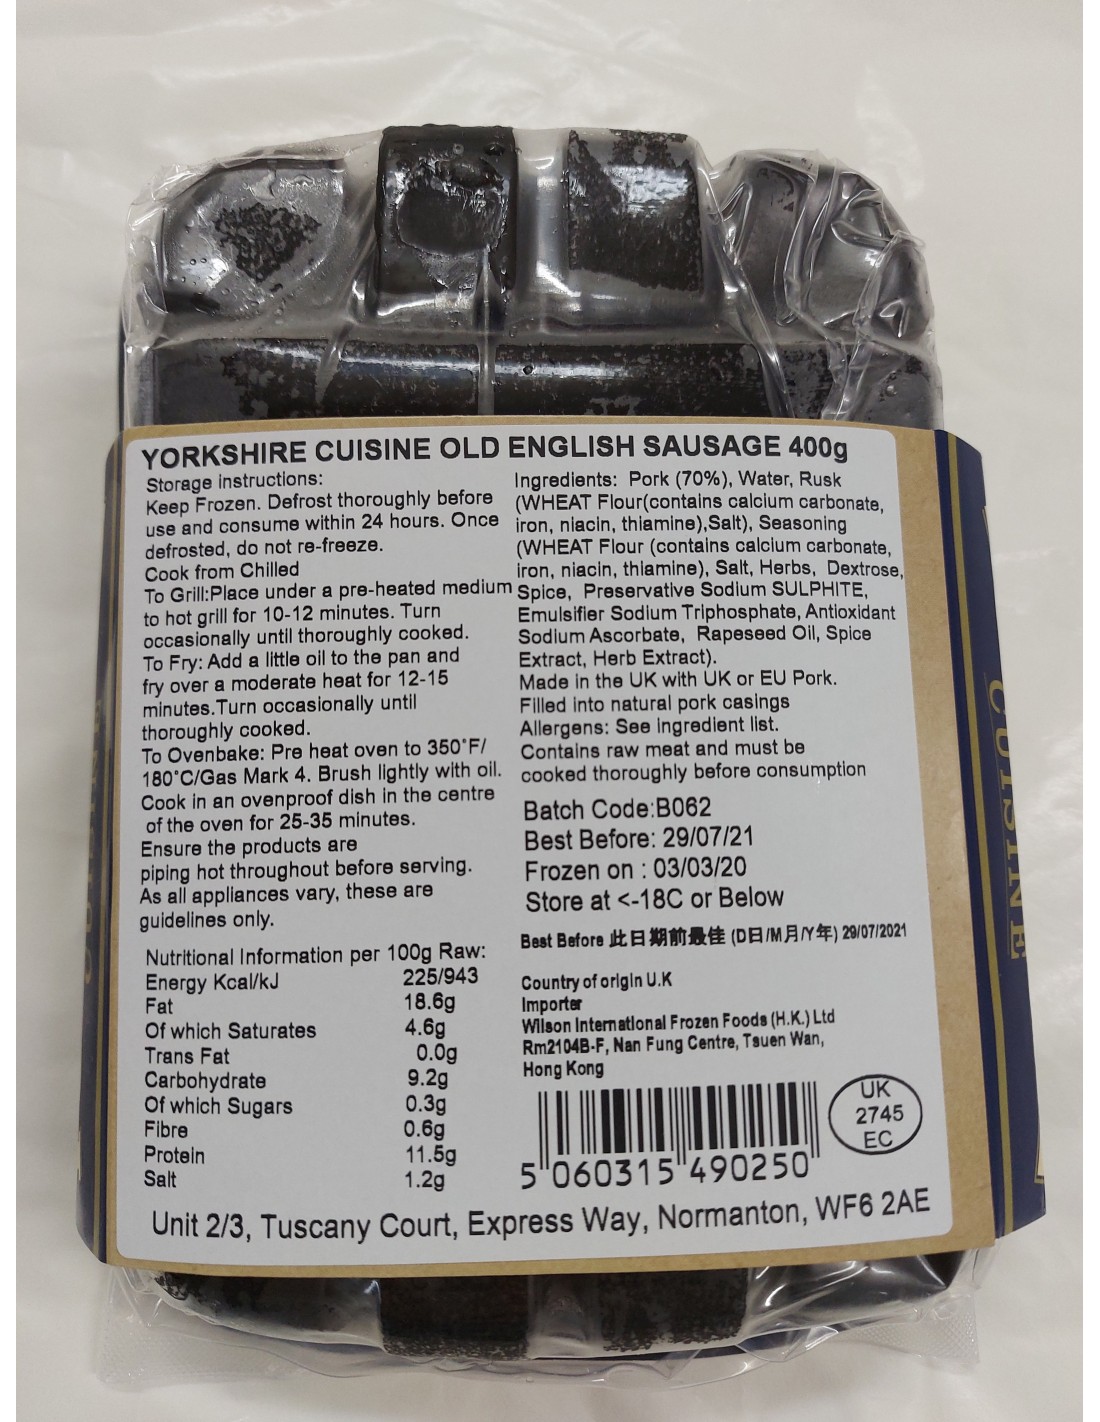 YORKSHIRE CUISINE OLD ENGLISH SAUSAGE 400g
Storage instructions:
Keep Frozen. Defrost thoroughly before
use and consume within 24 hours. Once
defrosted, do not re-freeze.
Cook from Chilled
To Grill:Place under a pre-heated medium
to hot grill for 10-12 minutes. Turn
occasionally until thoroughly cooked.
To Fry: Add a little oil to the pan and
fry over a moderate heat for 12-15
minutes.Turn occasionally until
thoroughly cooked.
To Ovenbake: Pre heat oven to 350°F/
180°C/Gas Mark 4. Brush lightly with oil.
Cook in an ovenproof dish in the centre
of the oven for 25-35 minutes.
Ensure the products are
piping hot throughout before serving.
As all appliances vary, these are
guidelines only.
Nutritional Information per 100g Raw:
Energy Kcal/kJ 225/943
Fat 18.6g
Of which Saturates 4.6g
Trans Fat 0.0g
Carbohydrate 9.2g
Of which Sugars 0.3g
Fibre 0.6g
Protein 11.5g
Salt 1.2g
Ingredients: Pork (70%), Water, Rusk
(WHEAT Flour(contains calcium carbonate,
iron, niacin, thiamine),Salt), Seasoning
(WHEAT Flour (contains calcium carbonate,
iron, niacin, thiamine), Salt, Herbs, Dextrose,
Spice, Preservative Sodium SULPHITE,
Emulsifier Sodium Triphosphate, Antioxidant
Sodium Ascorbate, Rapeseed Oil, Spice
Extract, Herb Extract).
Made in the UK with UK or EU Pork.
Filled into natural pork casings
Allergens: See ingredient list.
Contains raw meat and must be
cooked thoroughly before consumption
Batch Code:B062
Best Before: 29/07/21
Frozen on : 03/03/20
Store at <-18C or Below
Best Before 此日期前最佳 (D日/M月/Y年) 29/07/2021
Country of origin U.K
Importer
Wilson International Frozen Foods (H.K.) Ltd
Rm2104B-F, Nan Fung Centre, Tsuen Wan,
Hong Kong
5 060315 490250
UK
2745
EC
Unit 2/3, Tuscany Court, Express Way, Normanton, WF6 2AE
CUISINE